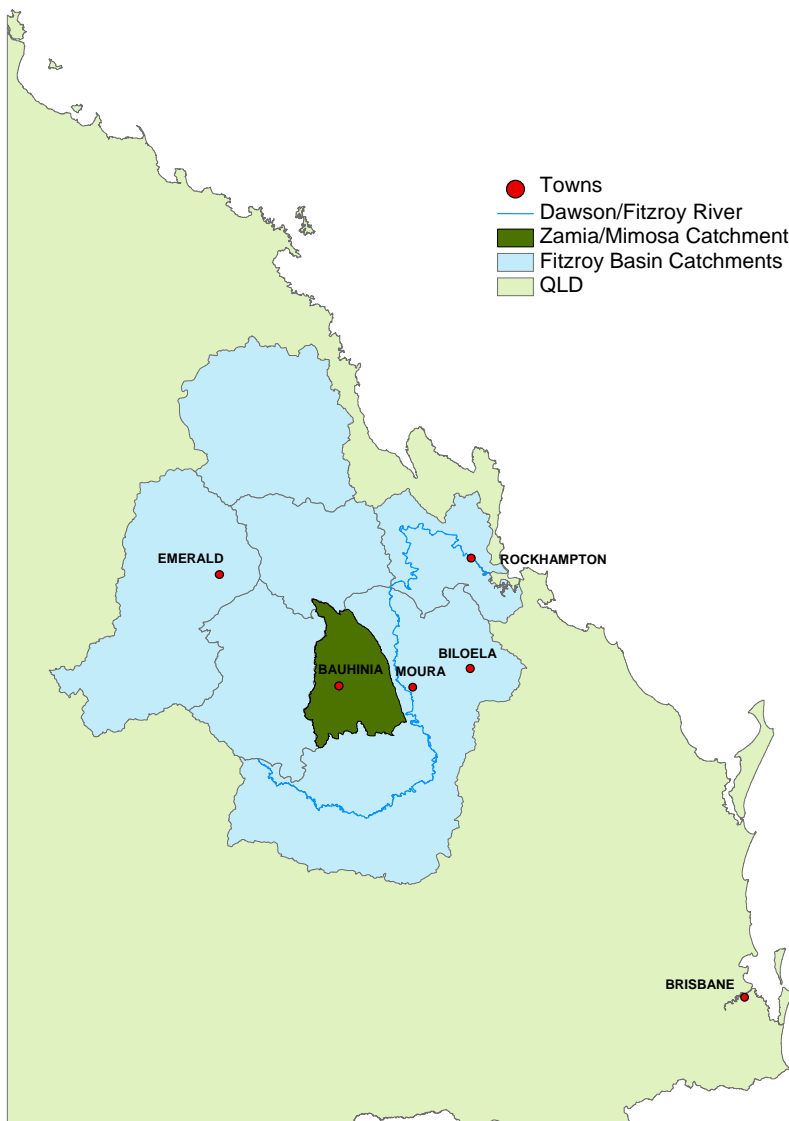 Towns
Dawson/Fitzroy River
Zamia/Mimosa Catchment
Fitzroy Basin Catchments
QLD
EMERALD
ROCKHAMPTON
BILOELA
BAUHINIA
MOURA
BRISBANE